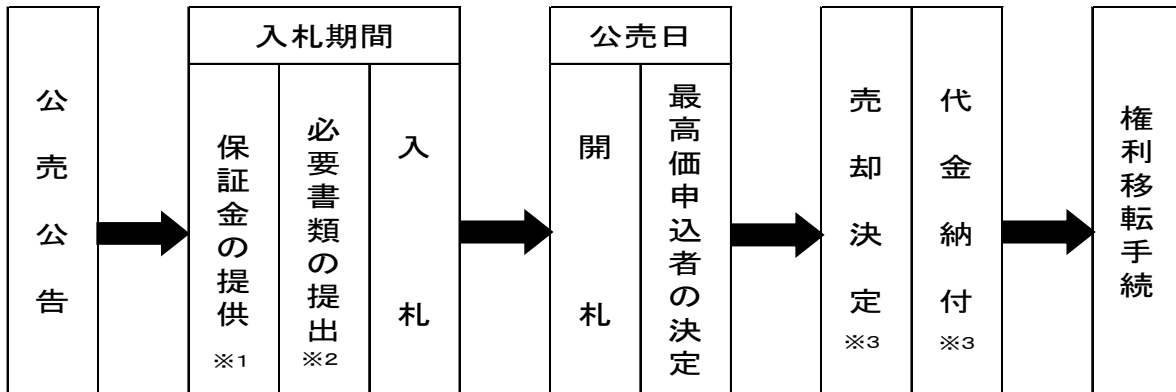 公売公告
入札期間
保証金の提供
※1
必要書類の提出
※2
入札
公売日
開札
最高価申込者の決定
売却決定
※3
代金納付
※3
権利移転手続